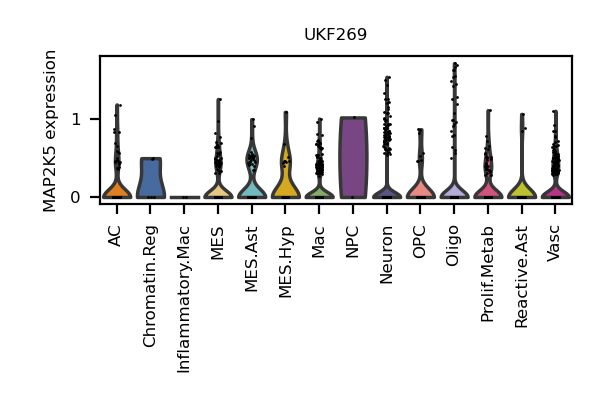 UKF269
MAP2K5 expression
1
0
AC
Chromatin.Reg
Inflammatory.Mac
MES
MES.Ast
MES.Hyp
Mac
NPC
Neuron
OPC
Oligo
Prolif.Metab
Reactive.Ast
Vasc